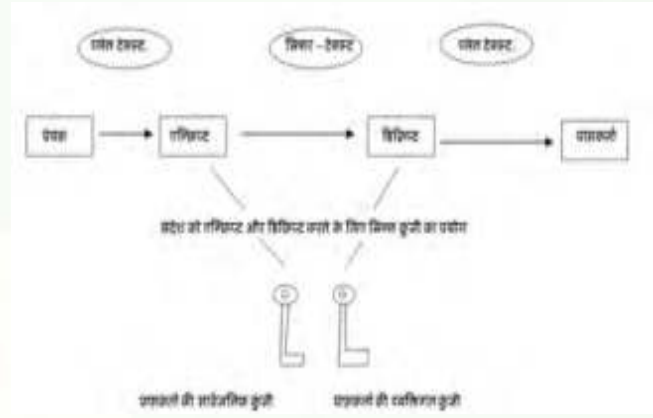 प्लेन टेक्स्ट सिफर - टेक्स्ट प्लेन टेक्स्ट
प्रेषक एन्क्रिप्ट डिक्रिप्ट प्राप्तकर्ता
संदेश को एन्क्रिप्ट और डिक्रिप्ट करने के लिए भिन्न कुंजी का प्रयोग
प्राप्तकर्ता की सार्वजनिक कुंजी प्राप्तकर्ता की व्यक्तिगत कुंजी